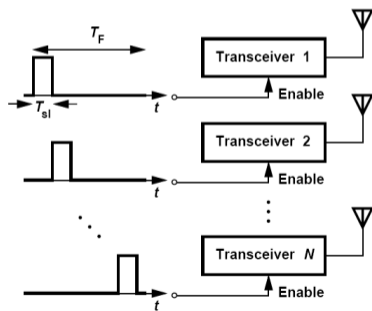 T_F
Transceiver 1
T_sl
t
Enable
Transceiver 2
t
Enable
Transceiver N
t
Enable